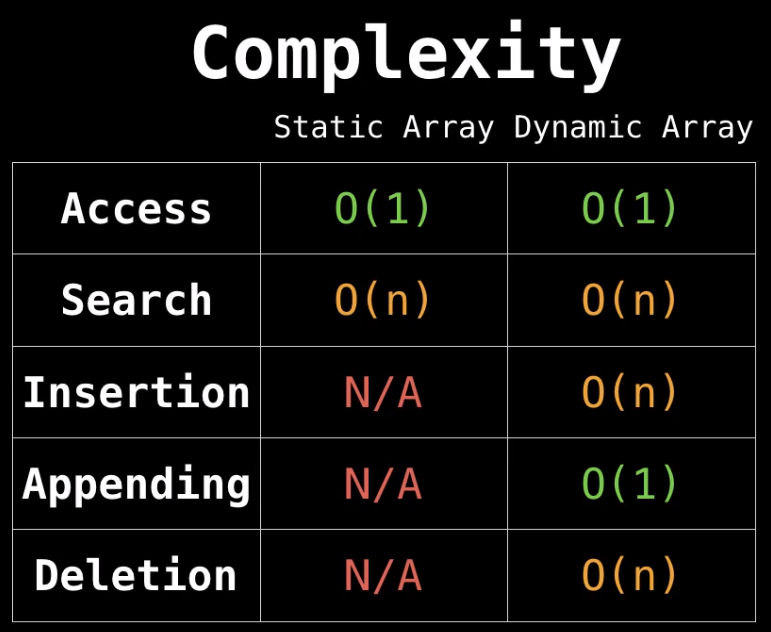 Complexity
Static Array Dynamic Array
Access O(1) O(1)
Search O(n) O(n)
Insertion N/A O(n)
Appending N/A O(1)
Deletion N/A O(n)